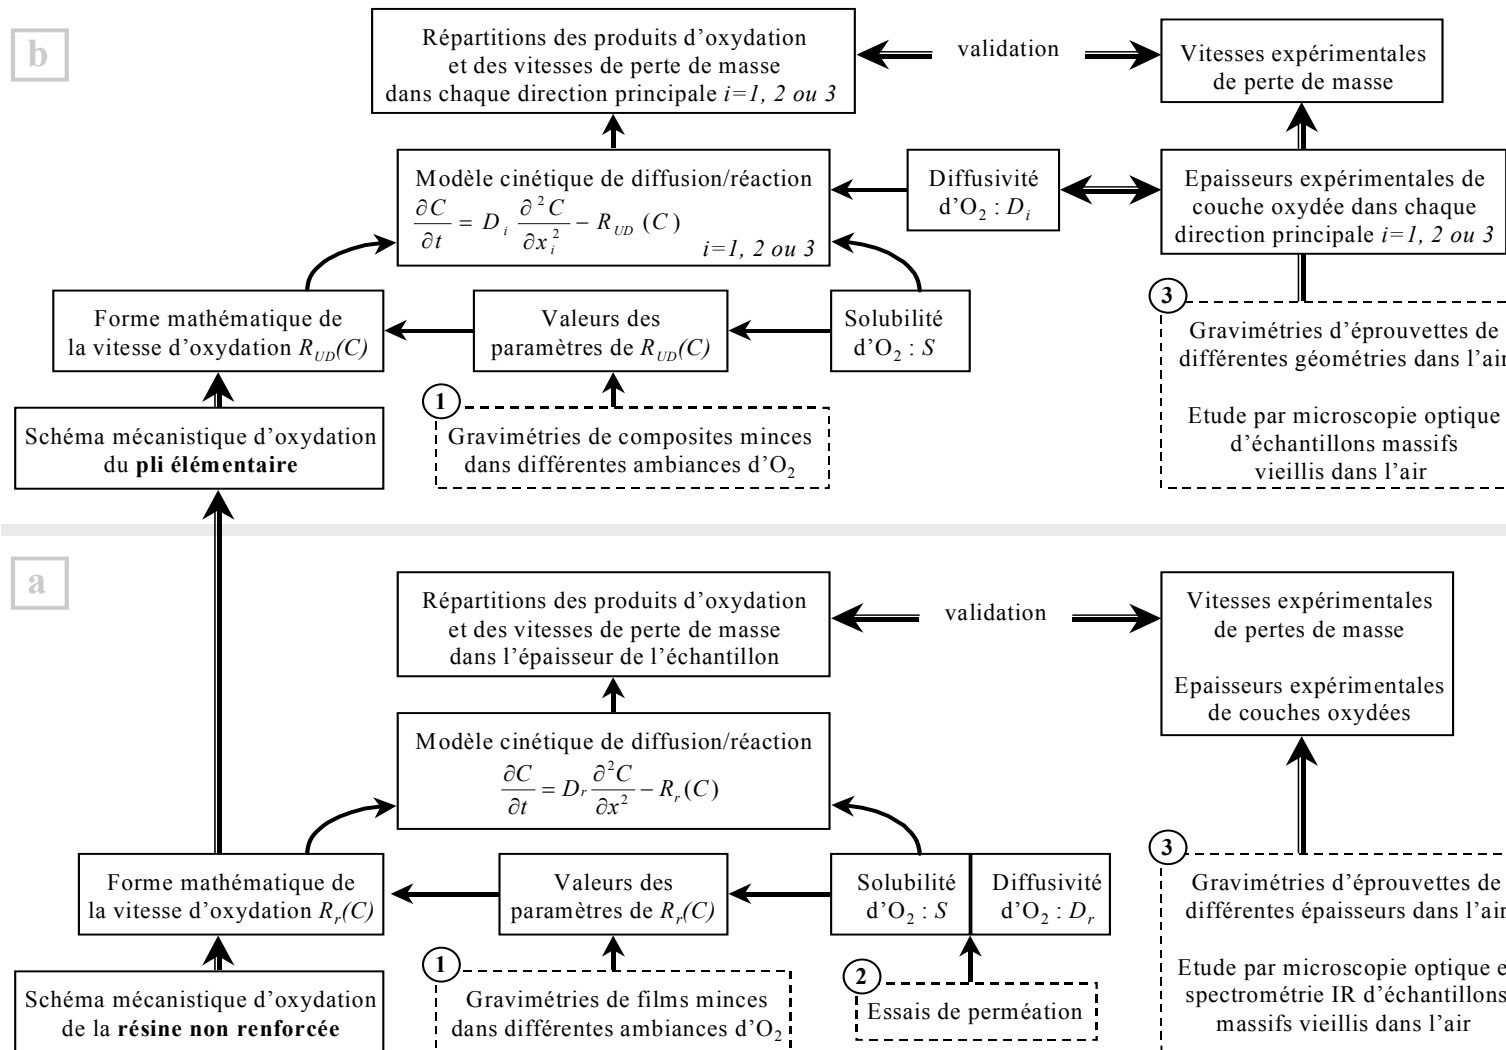 b
Répartitions des produits d'oxydation
et des vitesses de perte de masse
dans chaque direction principale i=1, 2 ou 3
validation
Vitesses expérimentales
de perte de masse
Modèle cinétique de diffusion/réaction
∂C/∂t = D_i ∂²C/∂x_i² − R_UD (C)
i=1, 2 ou 3
Diffusivité
d'O₂ : D_i
Epaisseurs expérimentales de
couche oxydée dans chaque
direction principale i=1, 2 ou 3
Forme mathématique de
la vitesse d'oxydation R_UD(C)
Valeurs des
paramètres de R_UD(C)
Solubilité
d'O₂ : S
3
Gravimétries d'éprouvettes de
différentes géométries dans l'air
Etude par microscopie optique
d'échantillons massifs
vieillis dans l'air
Schéma mécanistique d'oxydation
du pli élémentaire
1
Gravimétries de composites minces
dans différentes ambiances d'O₂
a
Répartitions des produits d'oxydation
et des vitesses de perte de masse
dans l'épaisseur de l'échantillon
validation
Vitesses expérimentales
de pertes de masse
Epaisseurs expérimentales
de couches oxydées
Modèle cinétique de diffusion/réaction
∂C/∂t = D_r ∂²C/∂x² − R_r (C)
Forme mathématique de
la vitesse d'oxydation R_r(C)
Valeurs des
paramètres de R_r(C)
Solubilité
d'O₂ : S
Diffusivité
d'O₂ : D_r
3
Gravimétries d'éprouvettes de
différentes épaisseurs dans l'air
Etude par microscopie optique e
spectrométrie IR d'échantillons
massifs vieillis dans l'air
Schéma mécanistique d'oxydation
de la résine non renforcée
1
Gravimétries de films minces
dans différentes ambiances d'O₂
2
Essais de perméation